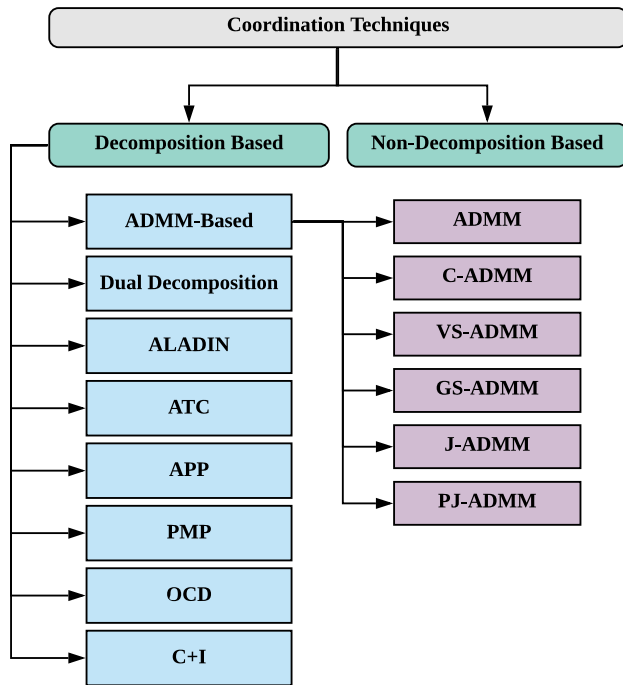 Coordination Techniques
Decomposition Based
Non-Decomposition Based
ADMM-Based
Dual Decomposition
ALADIN
ATC
APP
PMP
OCD
C+I
ADMM
C-ADMM
VS-ADMM
GS-ADMM
J-ADMM
PJ-ADMM